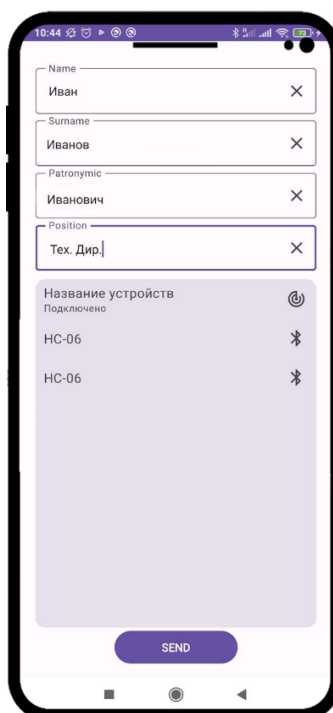 10:44
Name
Иван
Surname
Иванов
Patronymic
Иванович
Position
Тех. Дир.
Название устройств
Подключено
HC-06
HC-06
SEND